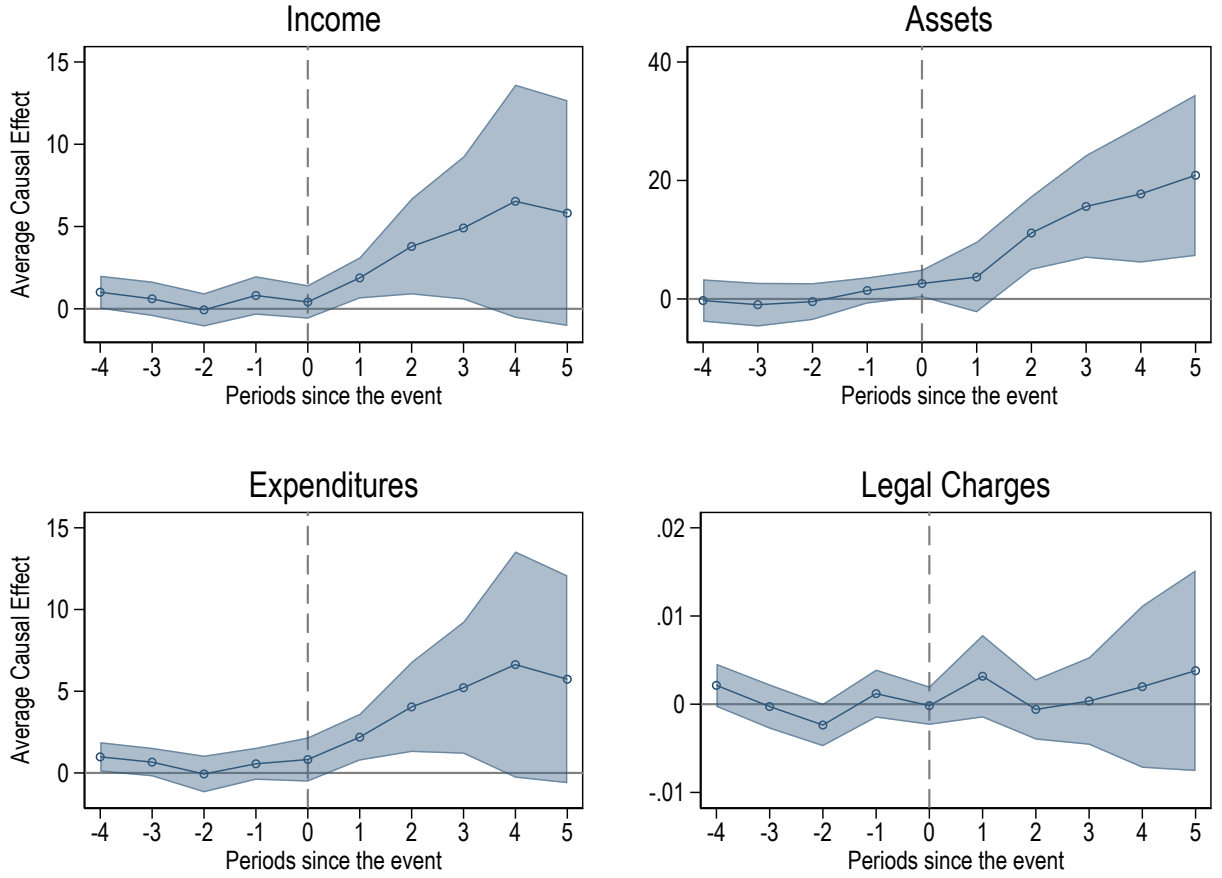 Income
Average Causal Effect
15
10
5
0
-4 -3 -2 -1 0 1 2 3 4 5
Periods since the event
Assets
40
20
0
-4 -3 -2 -1 0 1 2 3 4 5
Periods since the event
Expenditures
Average Causal Effect
15
10
5
0
-4 -3 -2 -1 0 1 2 3 4 5
Periods since the event
Legal Charges
.02
.01
0
-.01
-4 -3 -2 -1 0 1 2 3 4 5
Periods since the event